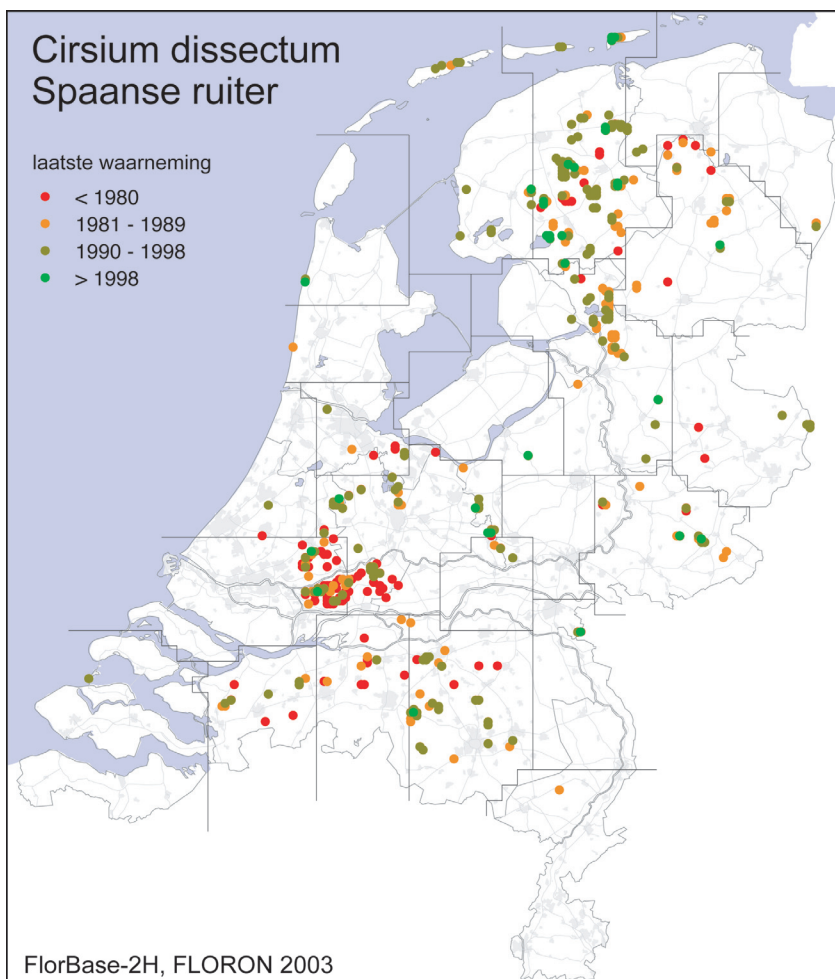 Cirsium dissectum
Spaanse ruiter
laatste waarneming
< 1980
1981 - 1989
1990 - 1998
> 1998
FlorBase-2H, FLORON 2003